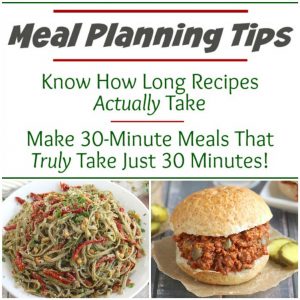 Meal Planning Tips
Know How Long Recipes
Actually Take
Make 30-Minute Meals That
Truly Take Just 30 Minutes!